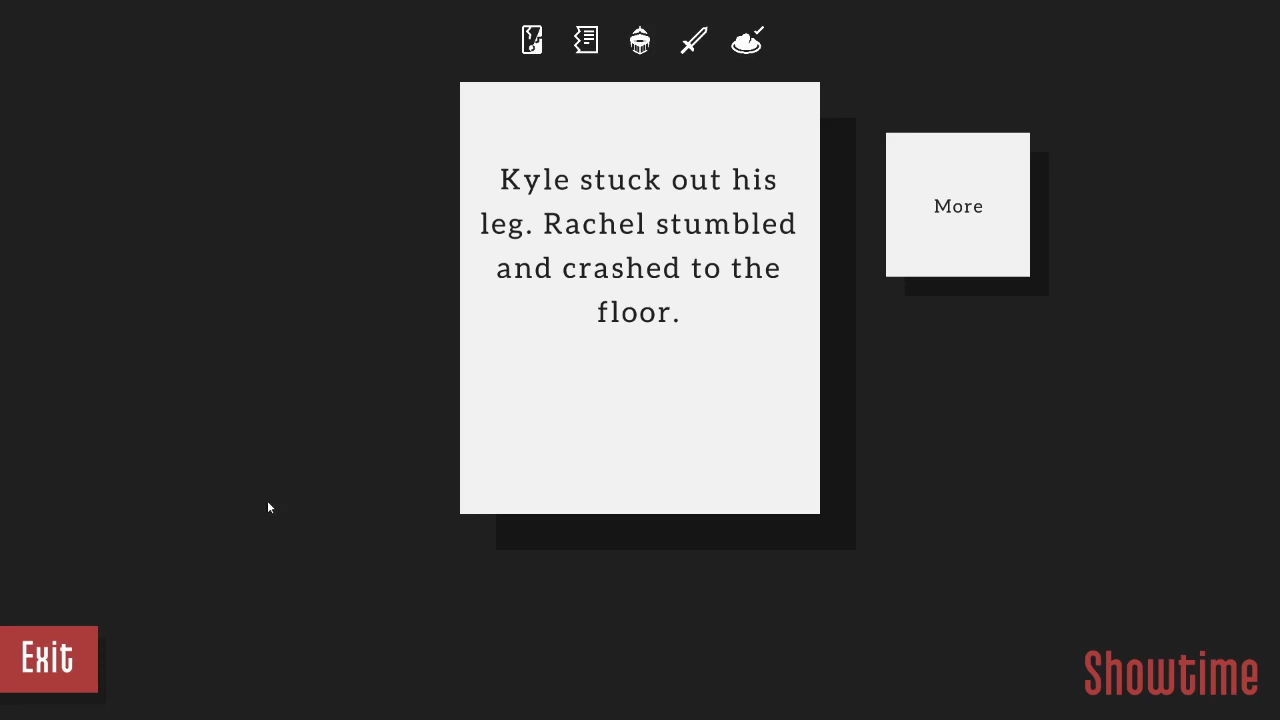 Kyle stuck out his
leg. Rachel stumbled
and crashed to the
floor.
More
Exit
Showtime